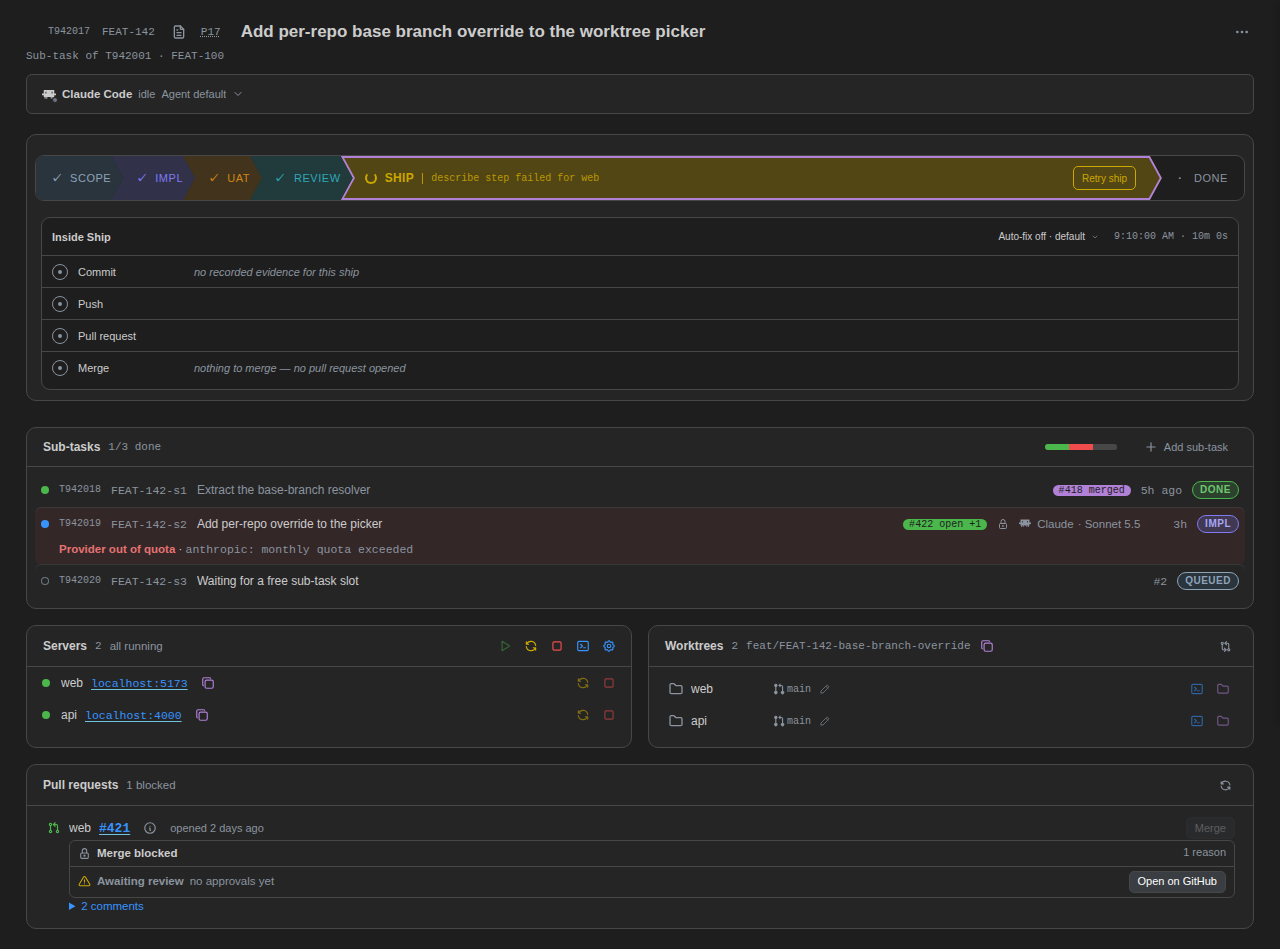 T942017 FEAT-142 P17 Add per-repo base branch override to the worktree picker
Sub-task of T942001 · FEAT-100
Claude Code idle Agent default
SCOPE IMPL UAT REVIEW SHIP describe step failed for web Retry ship DONE
Inside Ship Auto-fix off · default 9:10:00 AM · 10m 0s
Commit no recorded evidence for this ship
Push
Pull request
Merge nothing to merge — no pull request opened
Sub-tasks 1/3 done Add sub-task
T942018 FEAT-142-s1 Extract the base-branch resolver #418 merged 5h ago DONE
T942019 FEAT-142-s2 Add per-repo override to the picker #422 open +1 Claude · Sonnet 5.5 3h IMPL
Provider out of quota · anthropic: monthly quota exceeded
T942020 FEAT-142-s3 Waiting for a free sub-task slot #2 QUEUED
Servers 2 all running
web localhost:5173
api localhost:4000
Worktrees 2 feat/FEAT-142-base-branch-override
web main
api main
Pull requests 1 blocked
web #421 opened 2 days ago Merge
Merge blocked 1 reason
Awaiting review no approvals yet Open on GitHub
2 comments